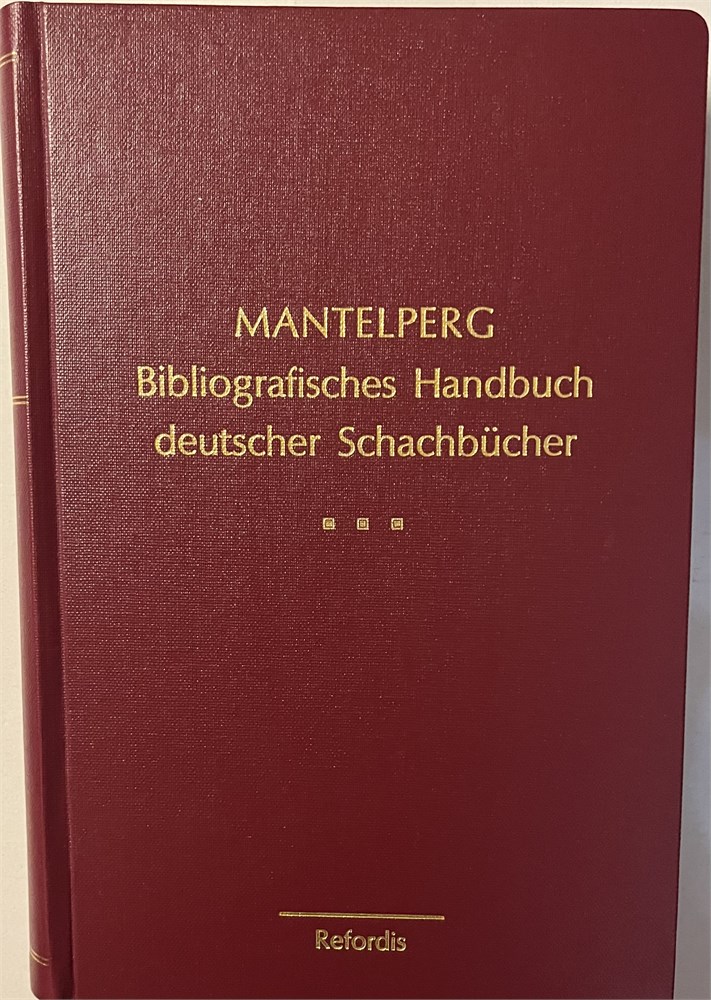 MANTELPERG
Bibliografisches Handbuch
deutscher Schachbücher
Refordis